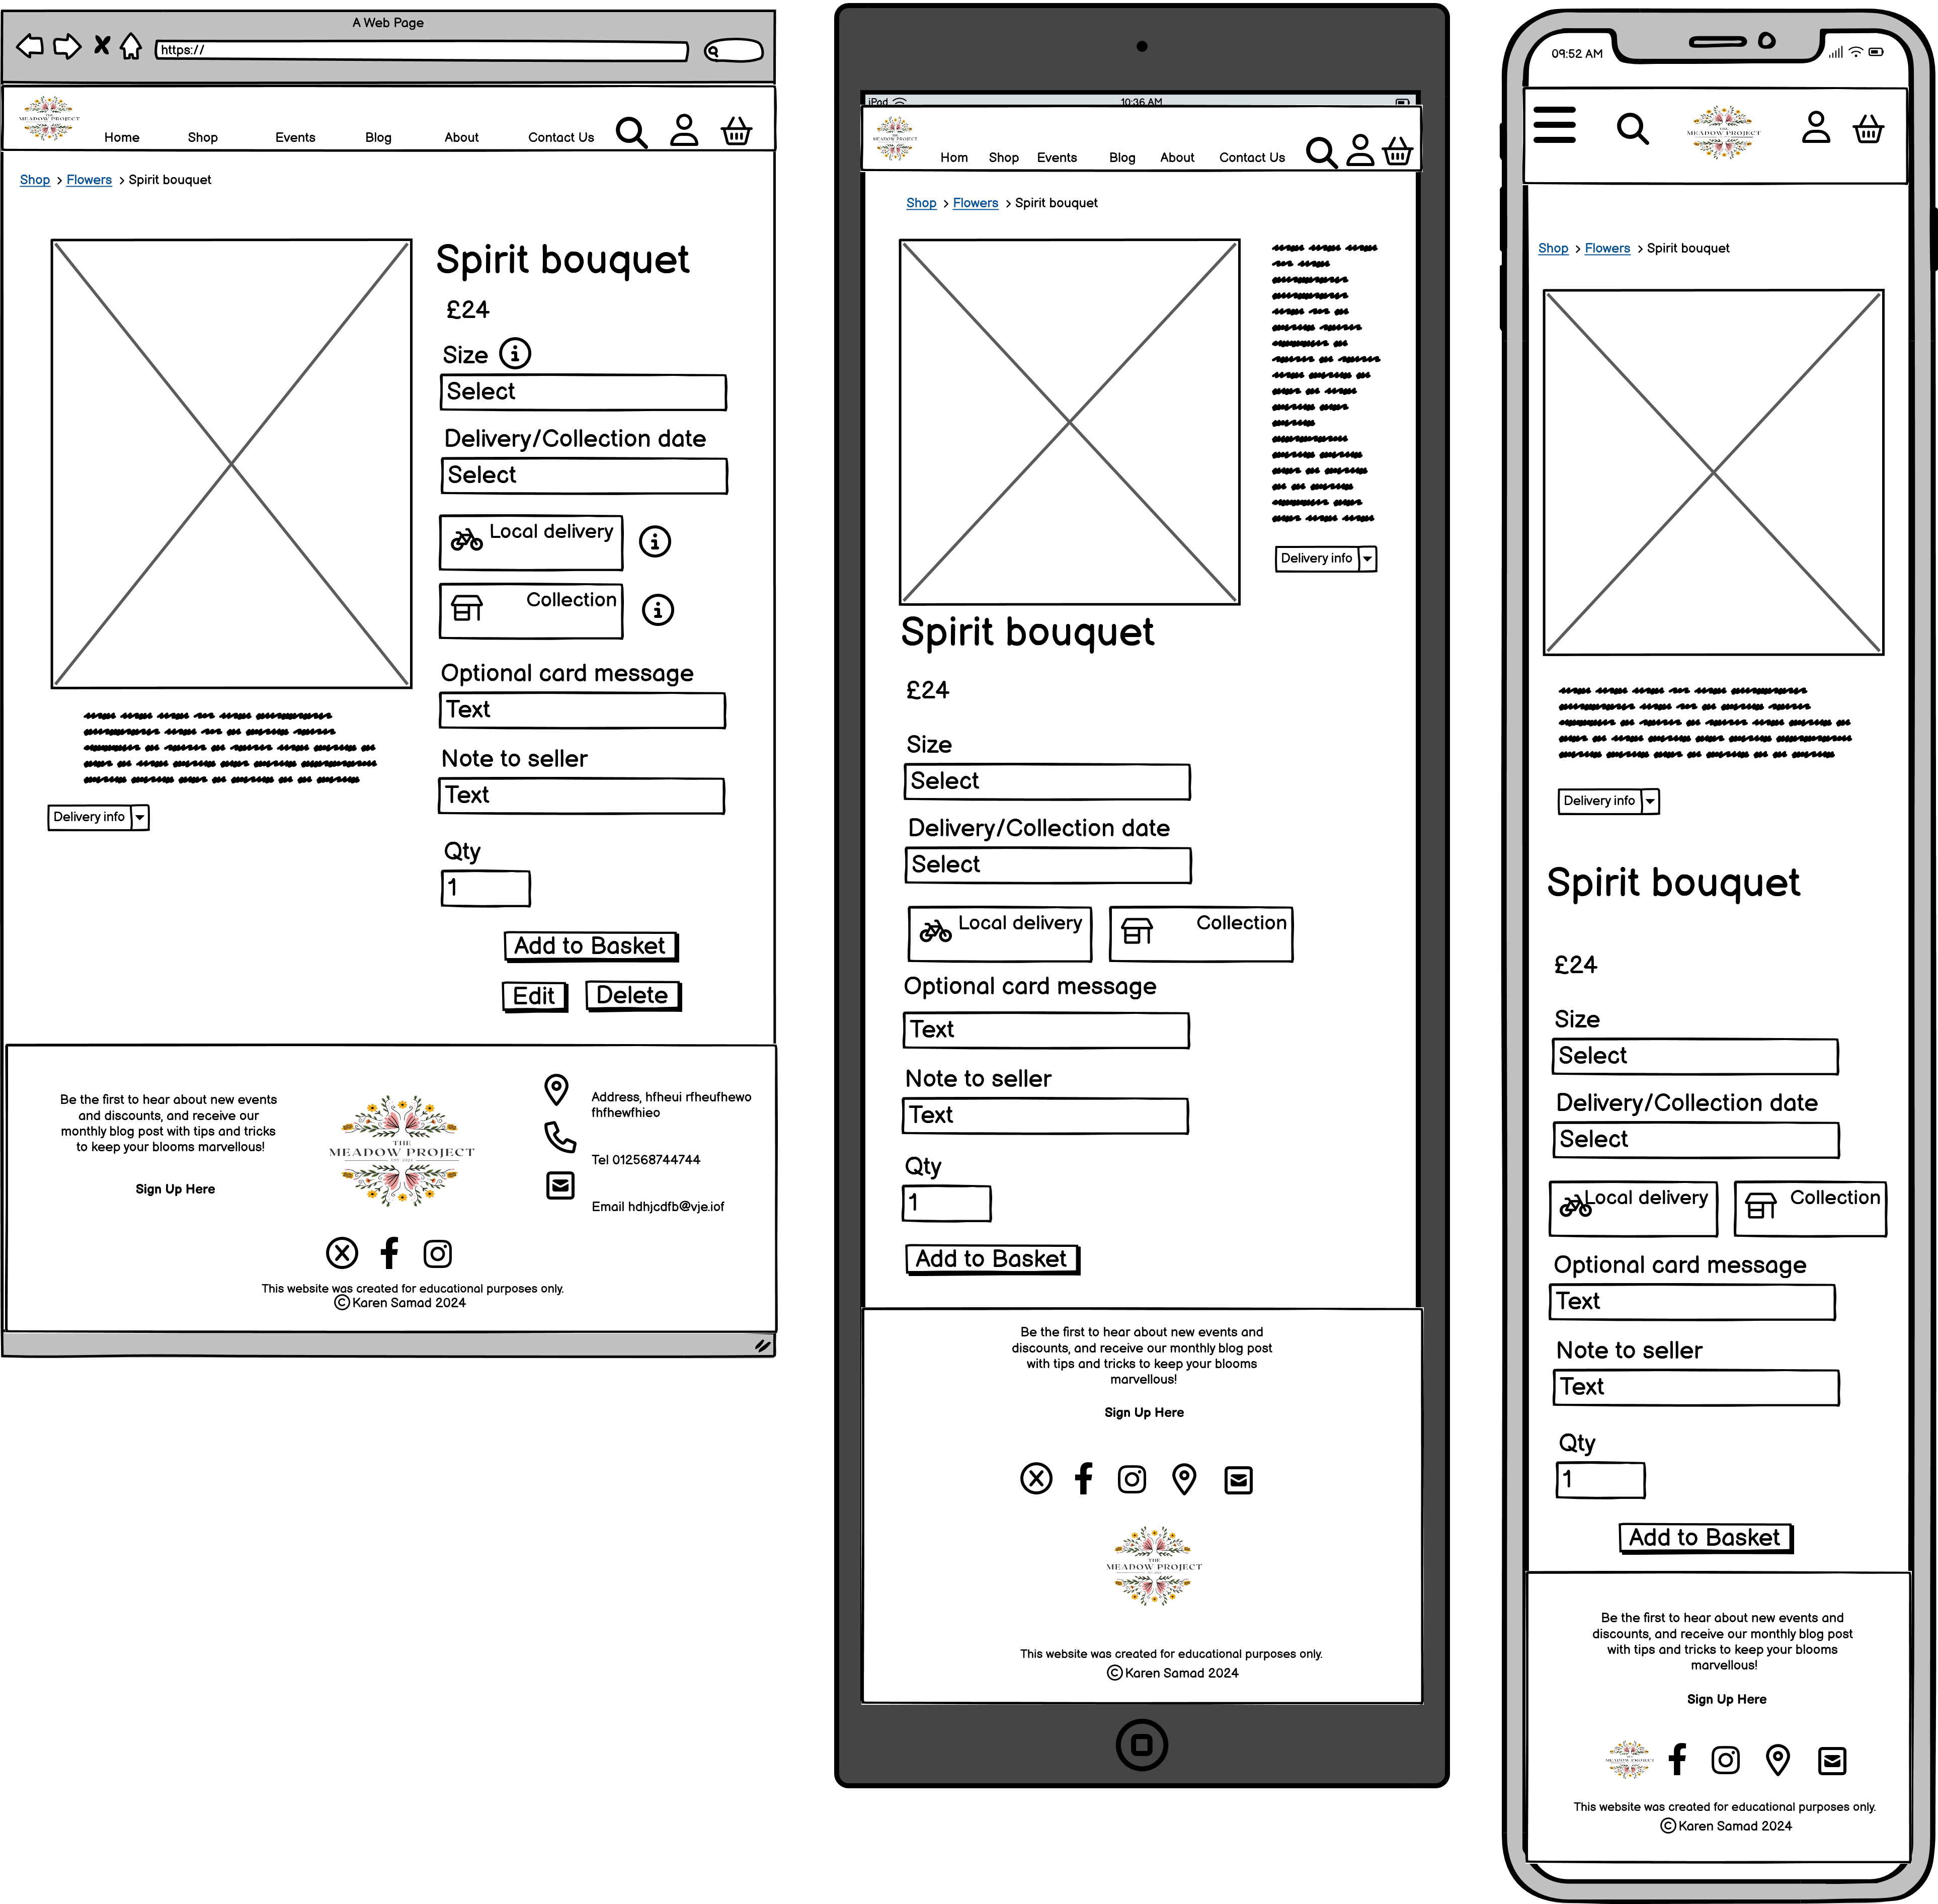 A Web Page
https://
THE
MEADOW PROJECT
Home Shop Events Blog About Contact Us
Shop > Flowers > Spirit bouquet
Spirit bouquet
£24
Size i
Select
Delivery/Collection date
Select
Local delivery i
Collection i
Optional card message
Text
Note to seller
Text
Delivery info
Qty
1
Add to Basket
Edit Delete
Be the first to hear about new events
and discounts, and receive our
monthly blog post with tips and tricks
to keep your blooms marvellous!
Sign Up Here
THE
MEADOW PROJECT
Address, hfheui rfheufhewo
fhfhewfhieo
Tel 012568744744
Email hdhjcdfb@vje.iof
This website was created for educational purposes only.
© Karen Samad 2024
iPod 10:36 AM
MEADOW PROJECT
Hom Shop Events Blog About Contact Us
Shop > Flowers > Spirit bouquet
Delivery info
Spirit bouquet
£24
Size
Select
Delivery/Collection date
Select
Local delivery Collection
Optional card message
Text
Note to seller
Text
Qty
1
Add to Basket
Be the first to hear about new events and
discounts, and receive our monthly blog post
with tips and tricks to keep your blooms
marvellous!
Sign Up Here
THE
MEADOW PROJECT
This website was created for educational purposes only.
© Karen Samad 2024
09:52 AM
THE
MEADOW PROJECT
Shop > Flowers > Spirit bouquet
Delivery info
Spirit bouquet
£24
Size
Select
Delivery/Collection date
Select
Local delivery Collection
Optional card message
Text
Note to seller
Text
Qty
1
Add to Basket
Be the first to hear about new events and
discounts, and receive our monthly blog post
with tips and tricks to keep your blooms
marvellous!
Sign Up Here
MEADOW PROJECT
This website was created for educational purposes only.
© Karen Samad 2024